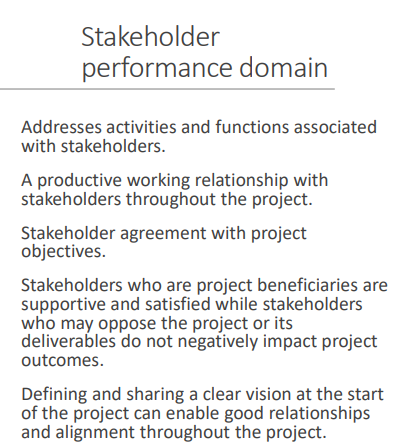 Stakeholder
performance domain
Addresses activities and functions associated
with stakeholders.
A productive working relationship with
stakeholders throughout the project.
Stakeholder agreement with project
objectives.
Stakeholders who are project beneficiaries are
supportive and satisfied while stakeholders
who may oppose the project or its
deliverables do not negatively impact project
outcomes.
Defining and sharing a clear vision at the start
of the project can enable good relationships
and alignment throughout the project.